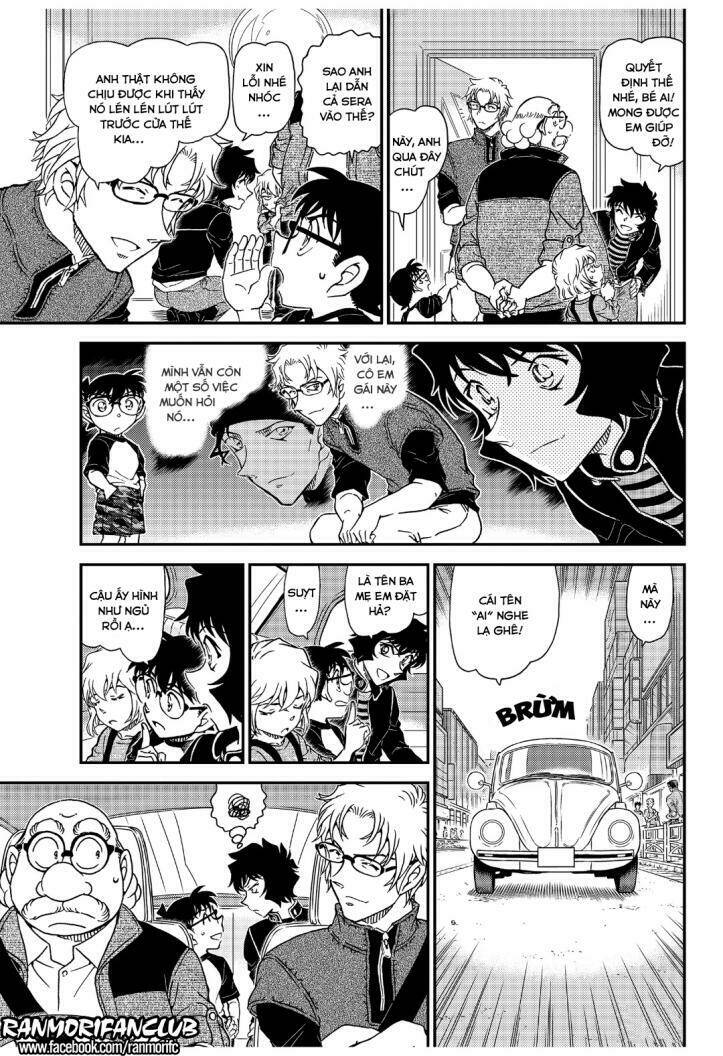 QUYẾT
ĐỊNH THẾ
NHÉ, BÉ AI!
MONG ĐƯỢC
EM GIÚP
ĐỠ!
NÀY, ANH
QUA ĐÂY
CHÚT
...
SAO ANH
LẠI DẪN
CẢ SERA
VÀO THẾ?
XIN
LỖI NHÉ
NHÓC
...
ANH THẬT KHÔNG
CHỊU ĐƯỢC KHI THẤY
NÓ LÉN LÉN LÚT LÚT
TRƯỚC CỬA THẾ
KIA...
VỚI LẠI,
CÔ EM
GÁI NÀY
...
MÌNH VẪN CÒN
MỘT SỐ VIỆC
MUỐN HỎI
NÓ...
MÀ
NÀY ...
CÁI TÊN
"AI" NGHE
LẠ GHÊ!
BRỪM
LÀ TÊN BA
MẸ EM ĐẶT
HẢ?
SUỴT
...
CẬU ẤY HÌNH
NHƯ NGỦ
RỒI Ạ...
RANMORIFANCLUB
www.facebook.com/ranmorifc